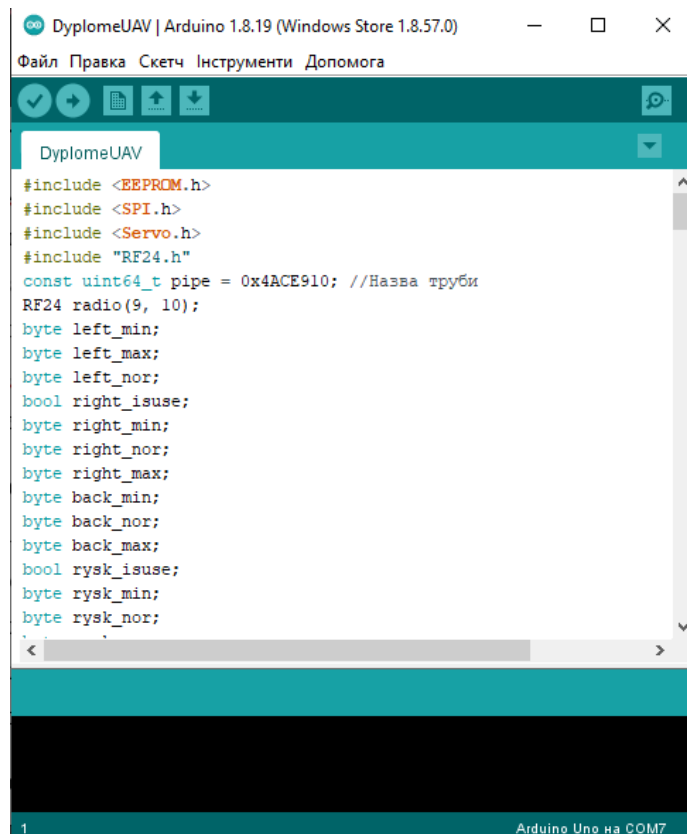 DyplomeUAV | Arduino 1.8.19 (Windows Store 1.8.57.0)
Файл Правка Скетч Інструменти Допомога
DyplomeUAV
#include <EEPROM.h>
#include <SPI.h>
#include <Servo.h>
#include "RF24.h"
const uint64_t pipe = 0x4ACE910; //Назва труби
RF24 radio(9, 10);
byte left_min;
byte left_max;
byte left_nor;
bool right_isuse;
byte right_min;
byte right_nor;
byte right_max;
byte back_min;
byte back_nor;
byte back_max;
bool rysk_isuse;
byte rysk_min;
byte rysk_nor;
1
Arduino Uno на COM7